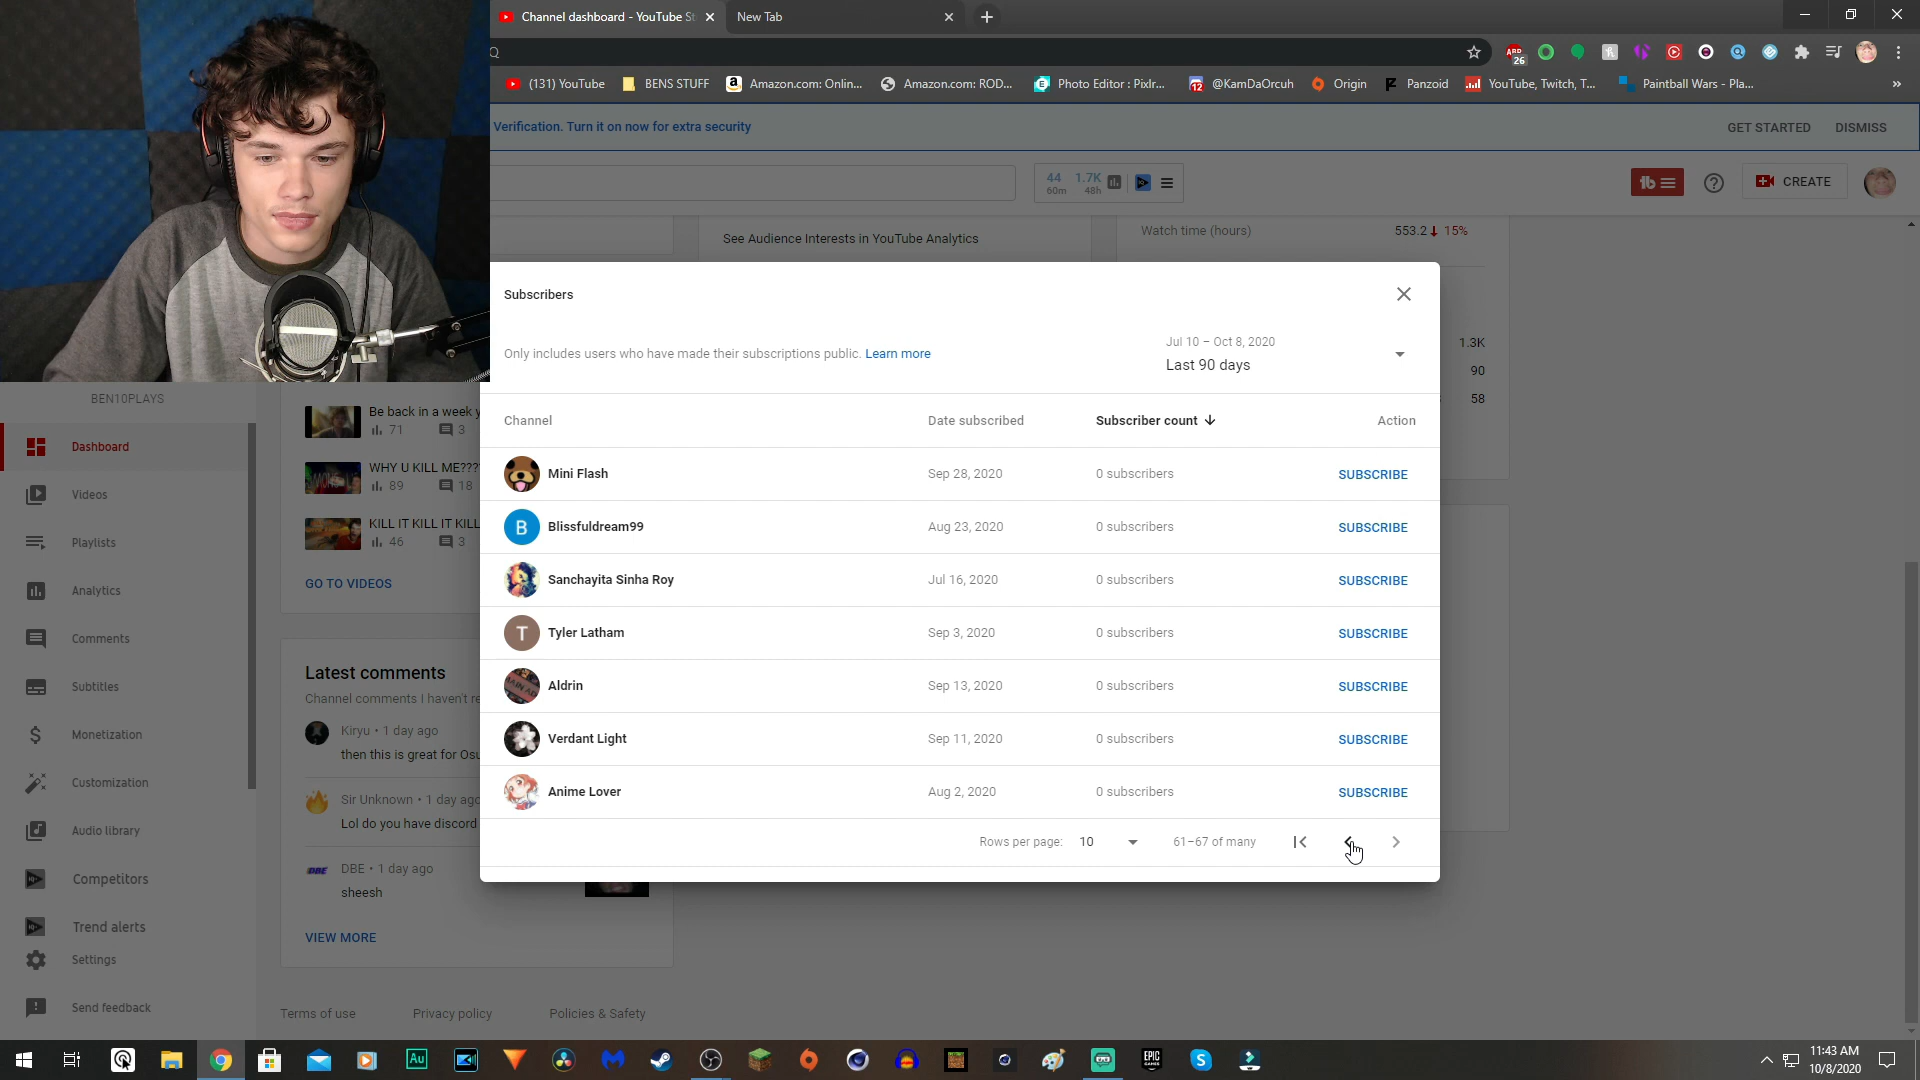 Channel dashboard - YouTube St
New Tab
ABD
26
(131) YouTube
BENS STUFF
Amazon.com: Onlin...
Amazon.com: ROD...
Photo Editor : Pixlr...
12
@KamDaOrcuh
Origin
Panzoid
YouTube, Twitch, T...
Paintball Wars - Pla...
»
Verification. Turn it on now for extra security
GET STARTED
DISMISS
44
60m
1.7K
48h
CREATE
See Audience Interests in YouTube Analytics
Watch time (hours)
553.2
15%
1.3K
90
58
Subscribers
Only includes users who have made their subscriptions public. Learn more
Jul 10 – Oct 8, 2020
Last 90 days
Channel
Date subscribed
Subscriber count
Action
Mini Flash
Sep 28, 2020
0 subscribers
SUBSCRIBE
B
Blissfuldream99
Aug 23, 2020
0 subscribers
SUBSCRIBE
Sanchayita Sinha Roy
Jul 16, 2020
0 subscribers
SUBSCRIBE
T
Tyler Latham
Sep 3, 2020
0 subscribers
SUBSCRIBE
Aldrin
Sep 13, 2020
0 subscribers
SUBSCRIBE
Verdant Light
Sep 11, 2020
0 subscribers
SUBSCRIBE
Anime Lover
Aug 2, 2020
0 subscribers
SUBSCRIBE
Rows per page:
10
61–67 of many
BEN10PLAYS
Dashboard
Videos
Playlists
Analytics
Comments
Subtitles
Monetization
Customization
Audio library
Competitors
Trend alerts
Settings
Send feedback
Be back in a week y
71
3
WHY U KILL ME???
89
18
KILL IT KILL IT KILL
46
3
GO TO VIDEOS
Latest comments
Channel comments I haven't re
Kiryu • 1 day ago
then this is great for Osu
Sir Unknown • 1 day ago
Lol do you have discord
DBE
DBE • 1 day ago
sheesh
VIEW MORE
Terms of use
Privacy policy
Policies & Safety
Au
EPIC
GAMES
11:43 AM
10/8/2020